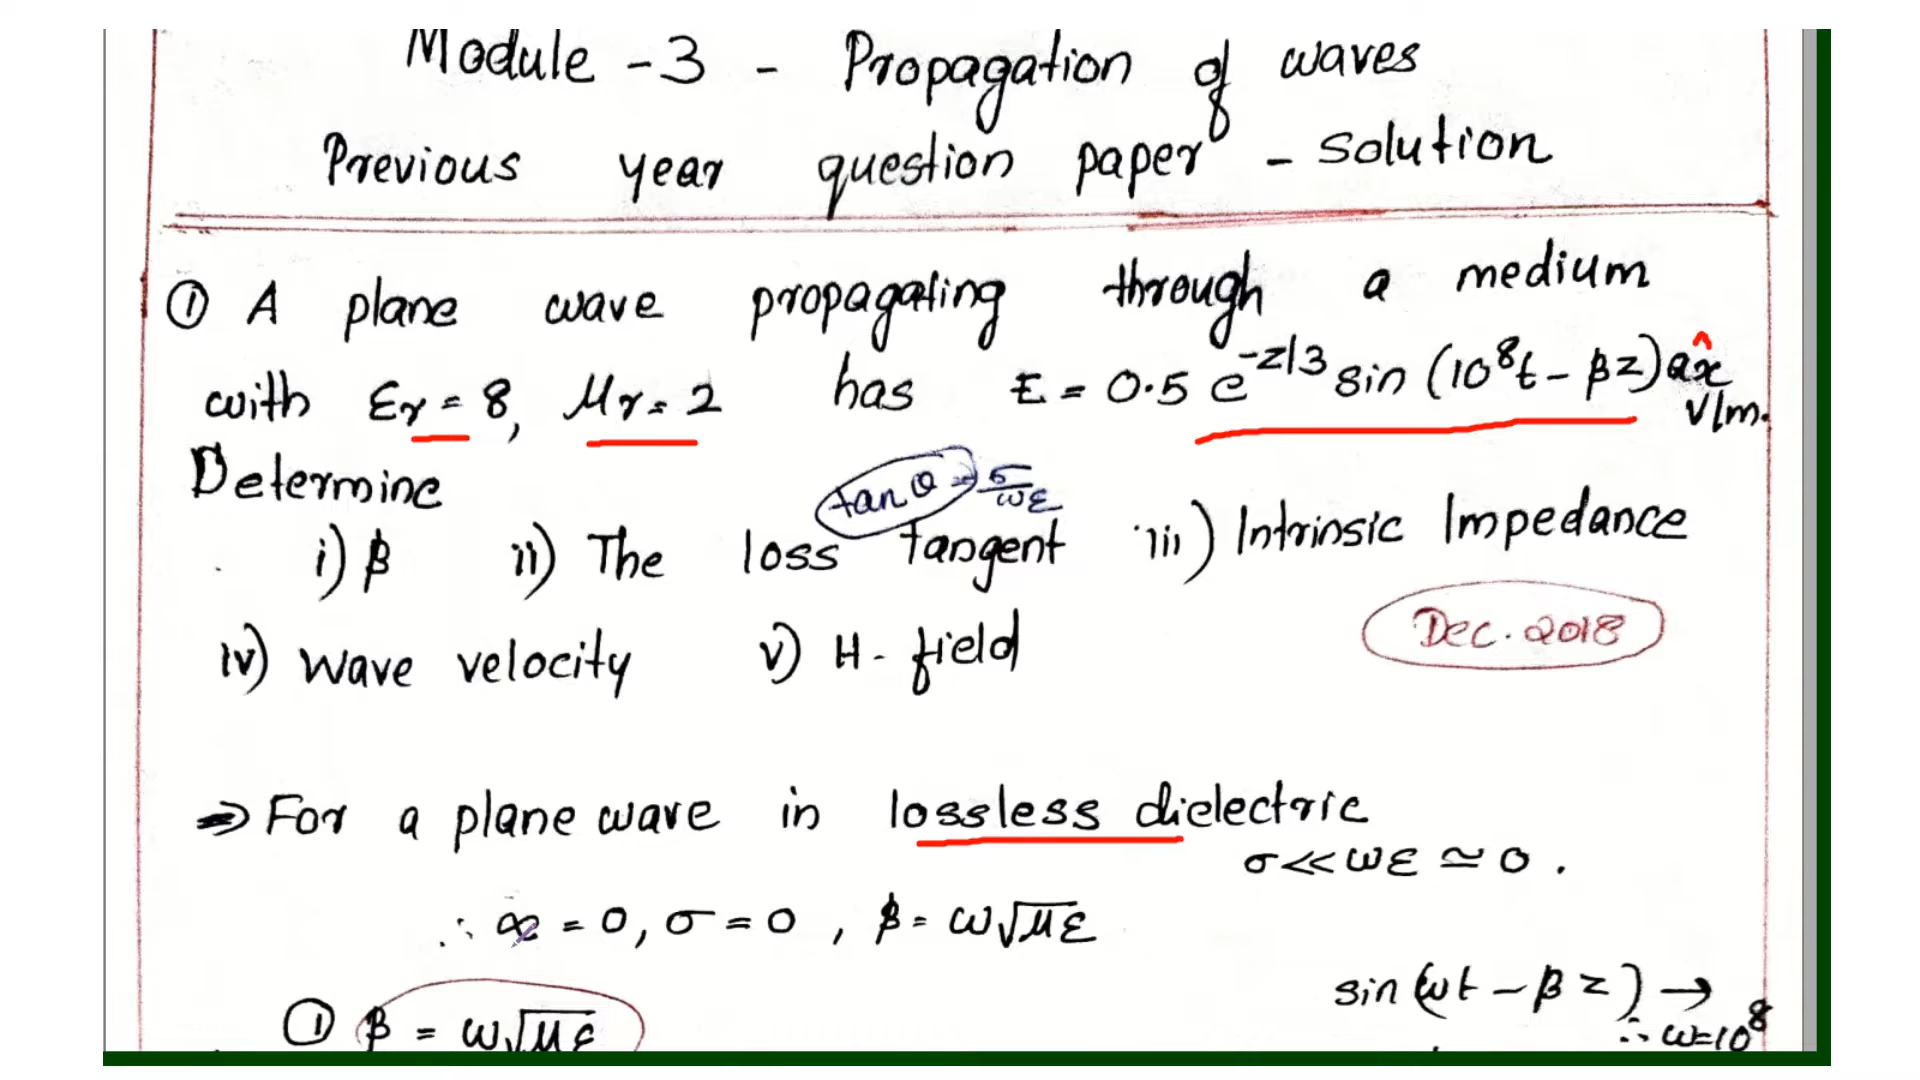 Module - 3 - Propagation of waves
Previous year question paper - solution
① A plane wave propagating through a medium
with εr = 8, μr = 2 has E = 0.5 e^-z/3 sin (10^8t - βz) ax̂ V/m.
Determine
tan θ = σ/ωε
i) β ii) The loss tangent iii) Intrinsic Impedance
iv) Wave velocity v) H - field
Dec. 2018
⇒ For a plane wave in lossless dielectric
σ << ωε ≃ 0 .
∴ α = 0, σ = 0 , β = ω√με
sin (ωt - βz) →
① β = ω√με
∴ ω=10^8